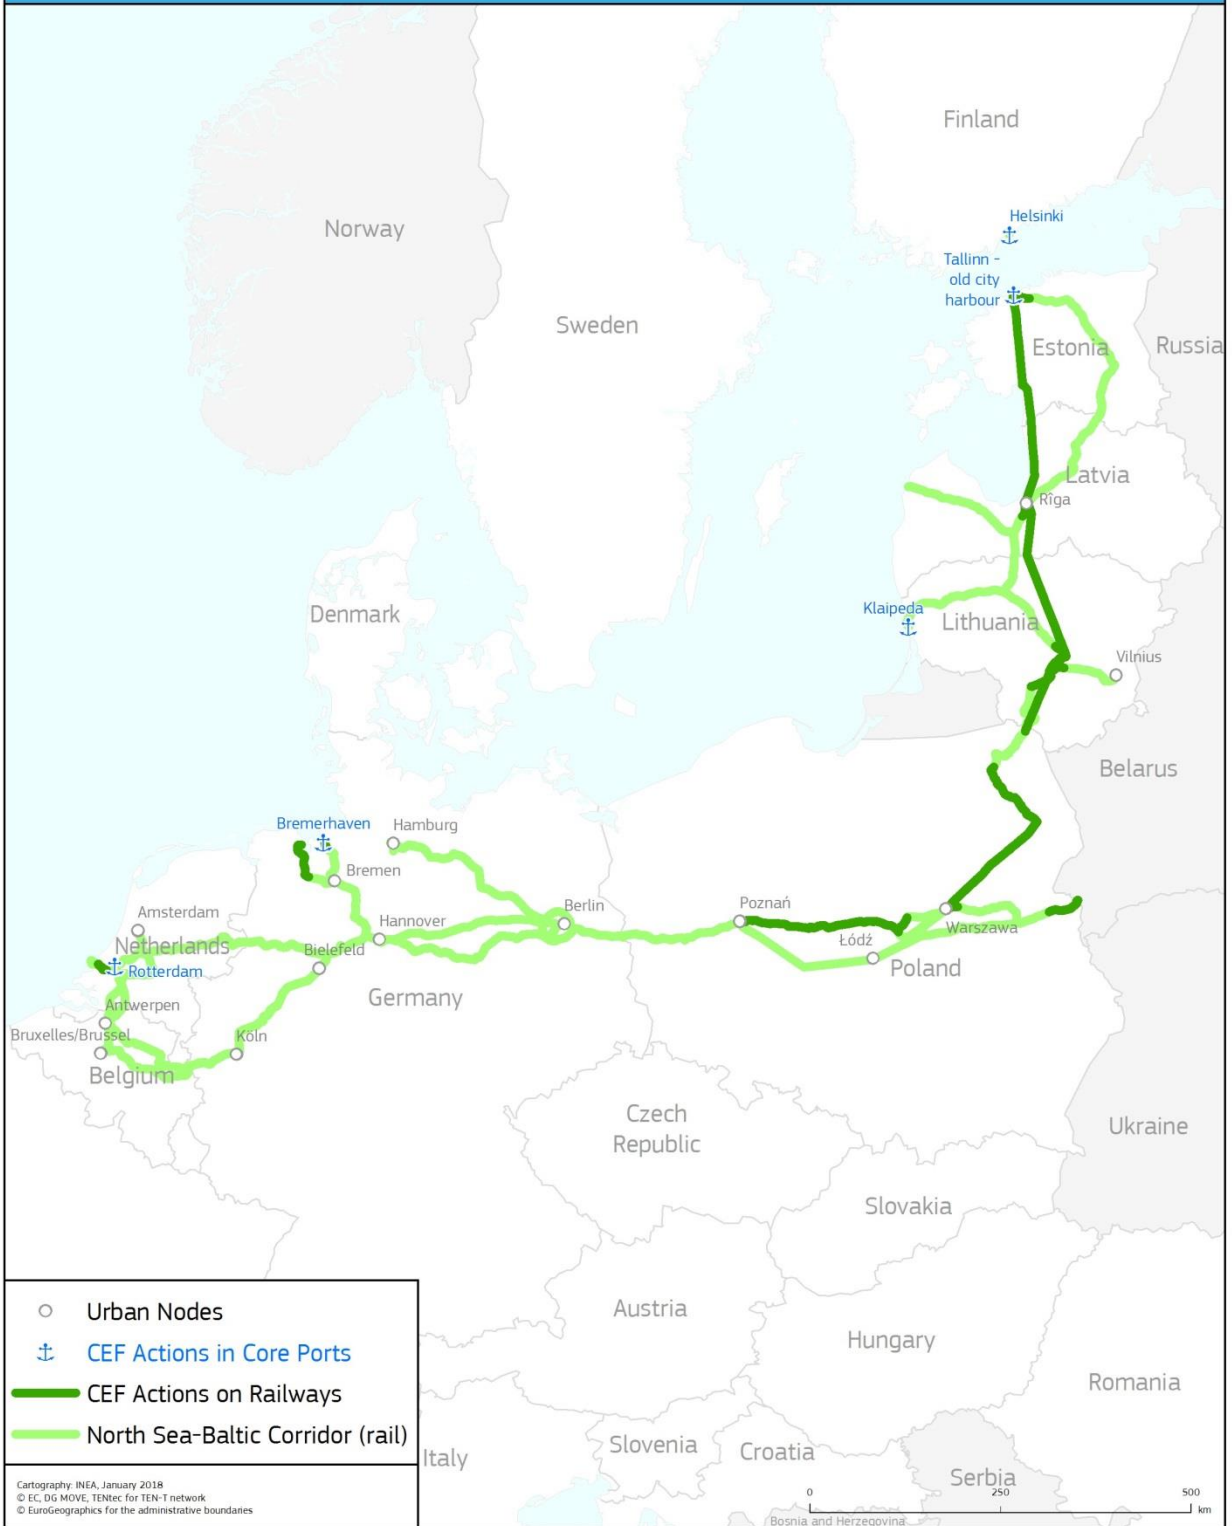 Finland
Norway
Helsinki
Tallinn -
old city
harbour
Sweden
Estonia
Russia
Latvia
Rīga
Denmark
Klaipeda
Lithuania
Vilnius
Belarus
Bremerhaven
Hamburg
Bremen
Amsterdam
Hannover
Berlin
Poznań
Netherlands
Bielefeld
Łódź
Warszawa
Rotterdam
Poland
Germany
Antwerpen
Bruxelles/Brussel
Köln
Belgium
Czech
Republic
Ukraine
Slovakia
Austria
Hungary
Romania
Urban Nodes
CEF Actions in Core Ports
CEF Actions on Railways
North Sea-Baltic Corridor (rail)
Italy
Slovenia
Croatia
Serbia
Bosnia and Herzegovina
0 250 500
km
Cartography: INEA, January 2018
© EC, DG MOVE, TENtec for TEN-T network
© EuroGeographics for the administrative boundaries